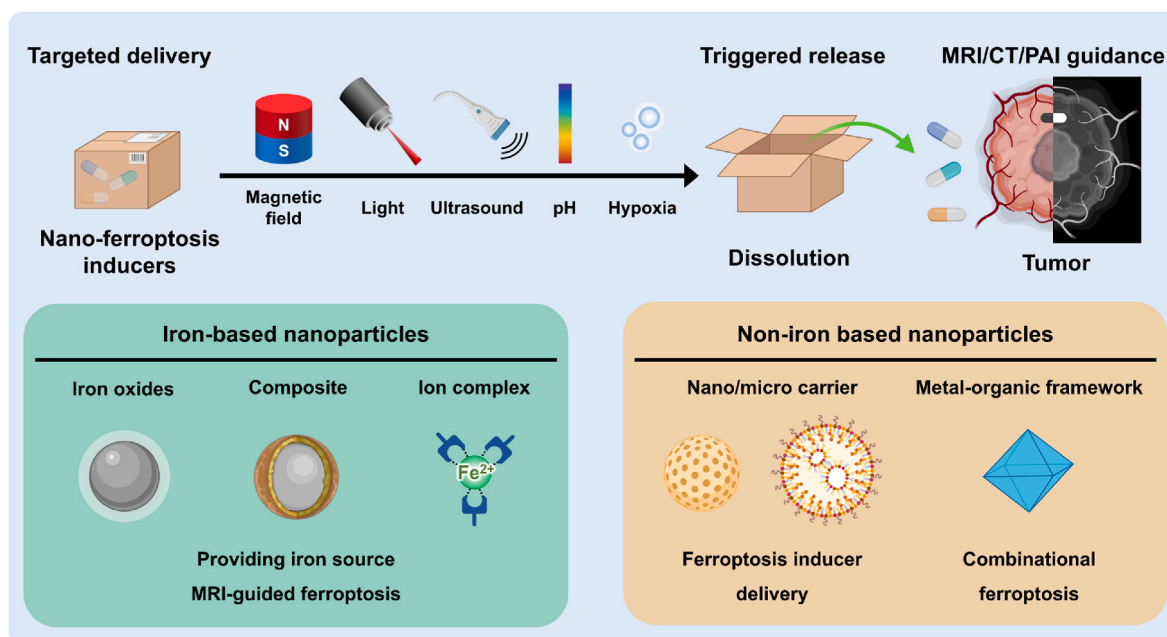 Targeted delivery
Triggered release
MRI/CT/PAI guidance
N
S
Magnetic
field
Light
Ultrasound
pH
Hypoxia
Nano-ferroptosis
inducers
Dissolution
Tumor
Iron-based nanoparticles
Iron oxides
Composite
Ion complex
Fe²⁺
Providing iron source
MRI-guided ferroptosis
Non-iron based nanoparticles
Nano/micro carrier
Metal-organic framework
Ferroptosis inducer
delivery
Combinational
ferroptosis